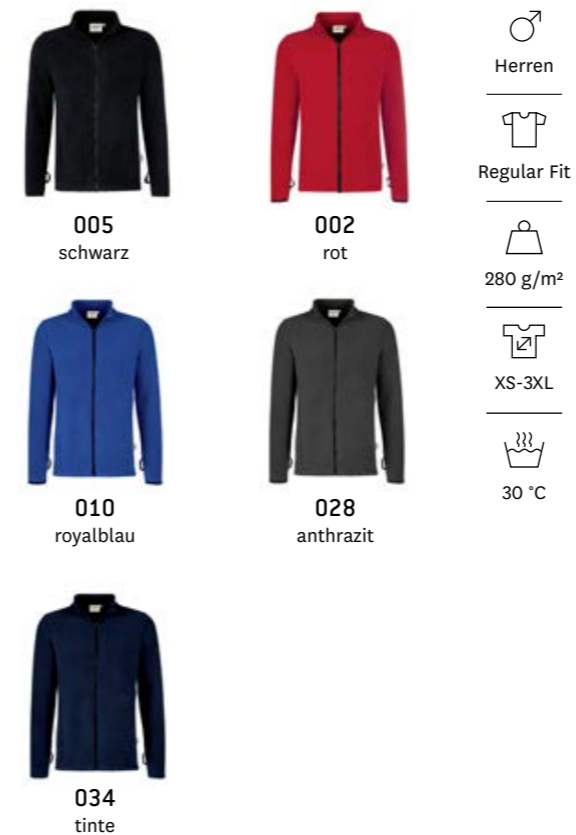 005
schwarz
002
rot
010
royalblau
028
anthrazit
034
tinte
Herren
Regular Fit
280 g/m²
XS-3XL
30 °C